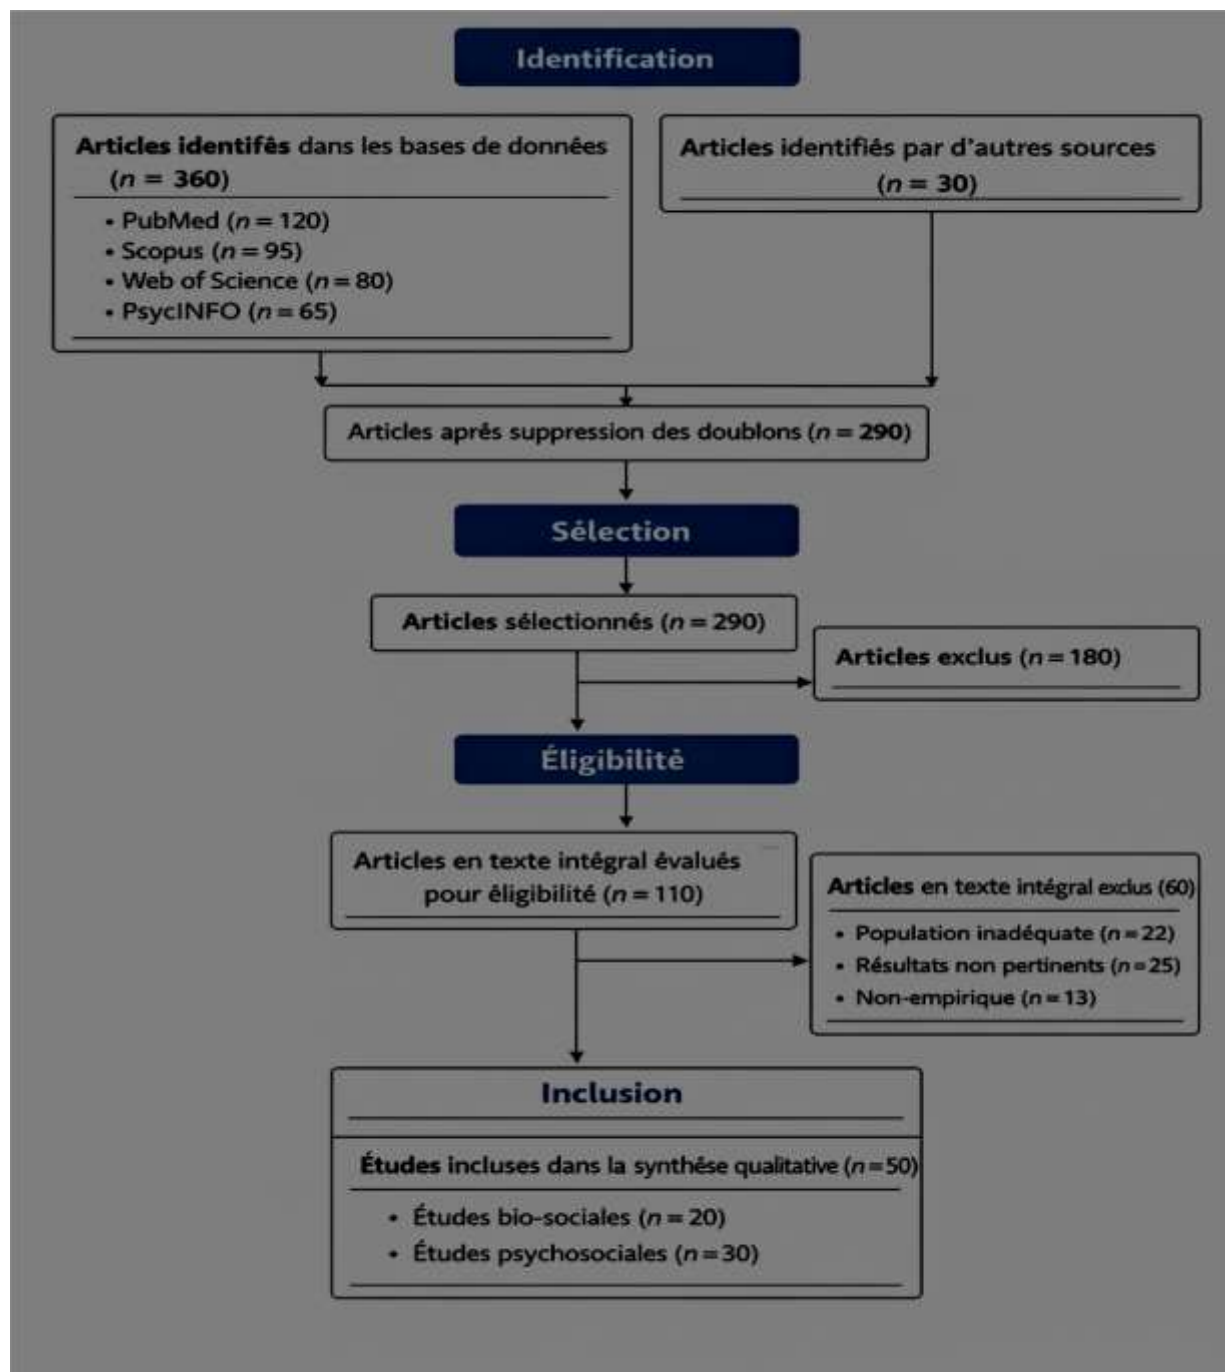 Identification
Articles identifés dans les bases de données
(n = 360)
• PubMed (n = 120)
• Scopus (n = 95)
• Web of Science (n = 80)
• PsycINFO (n = 65)
Articles identifiés par d'autres sources
(n = 30)
Articles aprés suppression des doublons (n = 290)
Sélection
Articles sélectionnés (n = 290)
Articles exclus (n = 180)
Éligibilité
Articles en texte intégral évalués
pour éligibilité (n = 110)
Articles en texte intégral exclus (60)
• Population inadéquate (n = 22)
• Résultats non pertinents (n = 25)
• Non-empirique (n = 13)
Inclusion
Études incluses dans la synthèse qualitative (n = 50)
• Études bio-sociales (n = 20)
• Études psychosociales (n = 30)